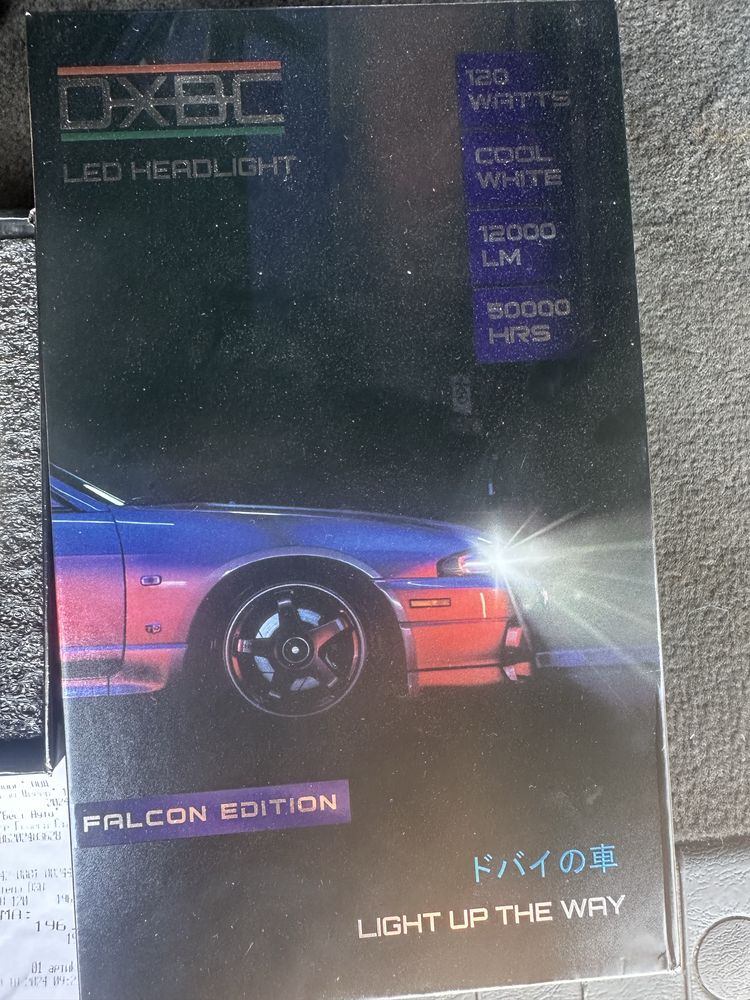 DXBC
LED HEADLIGHT
120
WATTS
COOL
WHITE
12000
LM
50000
HRS
FALCON EDITION
ドバイの車
LIGHT UP THE WAY
196